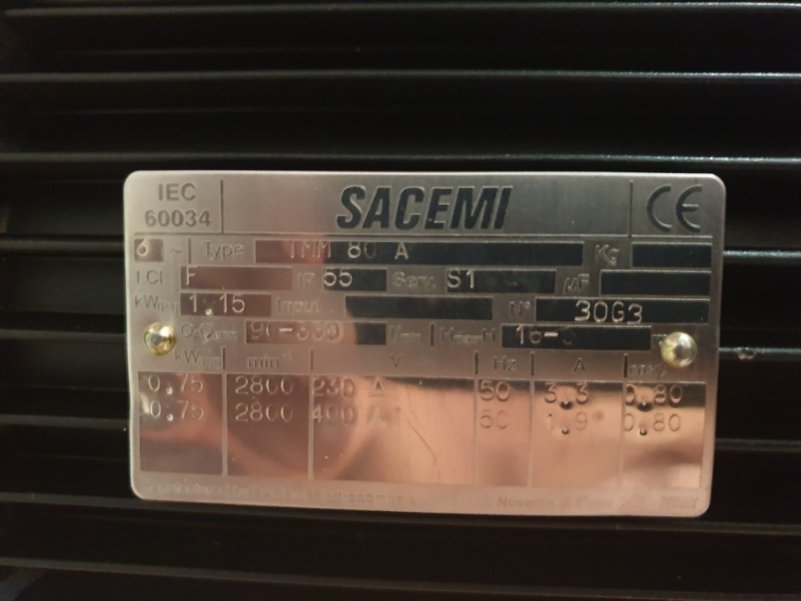 IEC 60034 SACEMI CE
Type IMM 80 A Kg
I.CL F IP 55 Serv. S1 µF
kW 1.15 Input N° 30G3
16-
kW min⁻¹ V Hz A
0.75 2800 230 Δ 50 3.3 0.80
0.75 2800 400 50 1.9 0.80